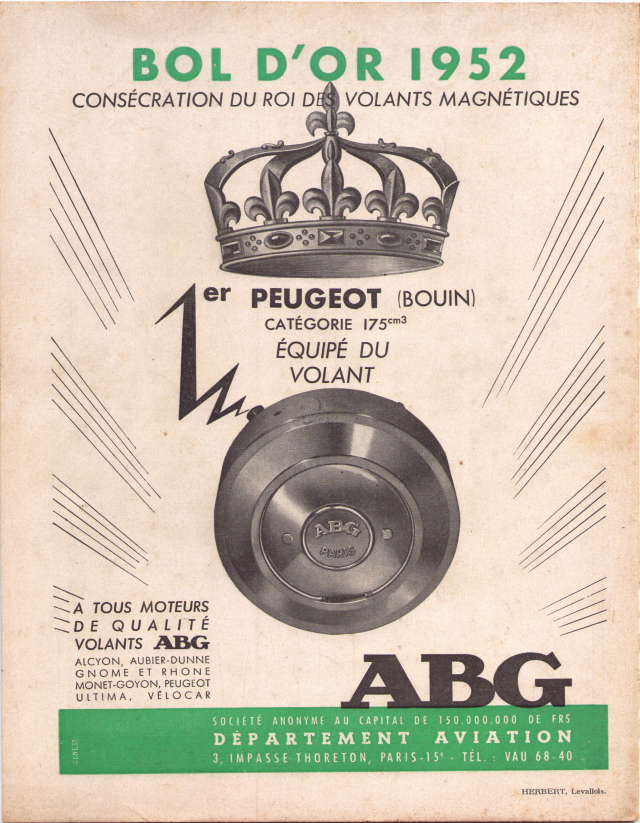 BOL D'OR 1952
CONSÉCRATION DU ROI DES VOLANTS MAGNÉTIQUES
1er PEUGEOT (BOUIN)
CATÉGORIE 175cm3
ÉQUIPÉ DU
VOLANT
ABG
PARIS
A TOUS MOTEURS
DE QUALITÉ
VOLANTS ABG
ALCYON, AUBIER-DUNNE
GNOME ET RHONE
MONET-GOYON, PEUGEOT
ULTIMA, VÉLOCAR
ABG
SOCIÉTÉ ANONYME AU CAPITAL DE 150.000.000 DE FRS
DÉPARTEMENT AVIATION
3, IMPASSE THORETON, PARIS-15e - TÉL. : VAU 68-40
HERBERT, Levallois.